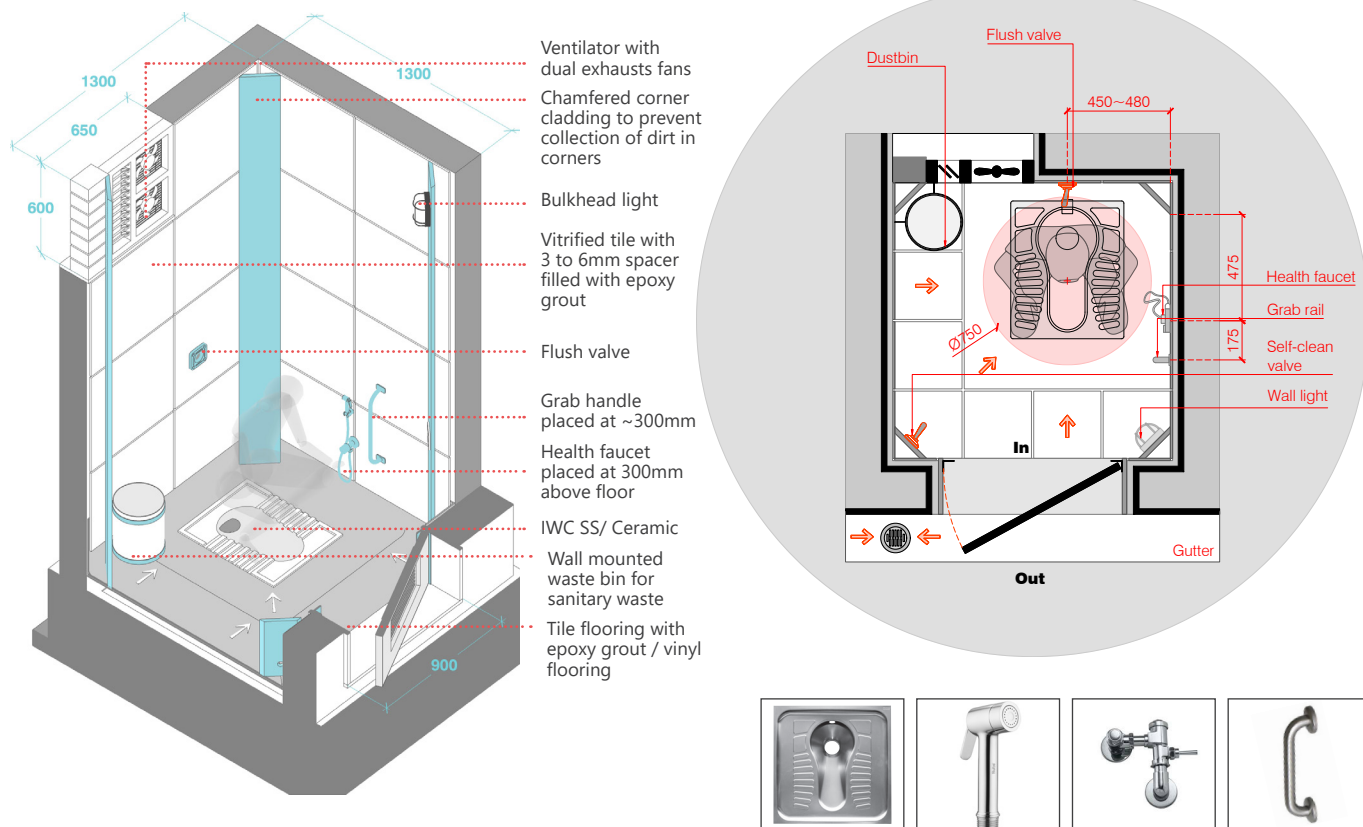 1300
1300
650
600
900
Ventilator with
dual exhausts fans
Chamfered corner
cladding to prevent
collection of dirt in
corners
Bulkhead light
Vitrified tile with
3 to 6mm spacer
filled with epoxy
grout
Flush valve
Grab handle
placed at ~300mm
Health faucet
placed at 300mm
above floor
IWC SS/ Ceramic
Wall mounted
waste bin for
sanitary waste
Tile flooring with
epoxy grout / vinyl
flooring
Flush valve
Dustbin
450~480
475
Health faucet
Grab rail
175
Self-clean
valve
Wall light
Ø750
In
Gutter
Out